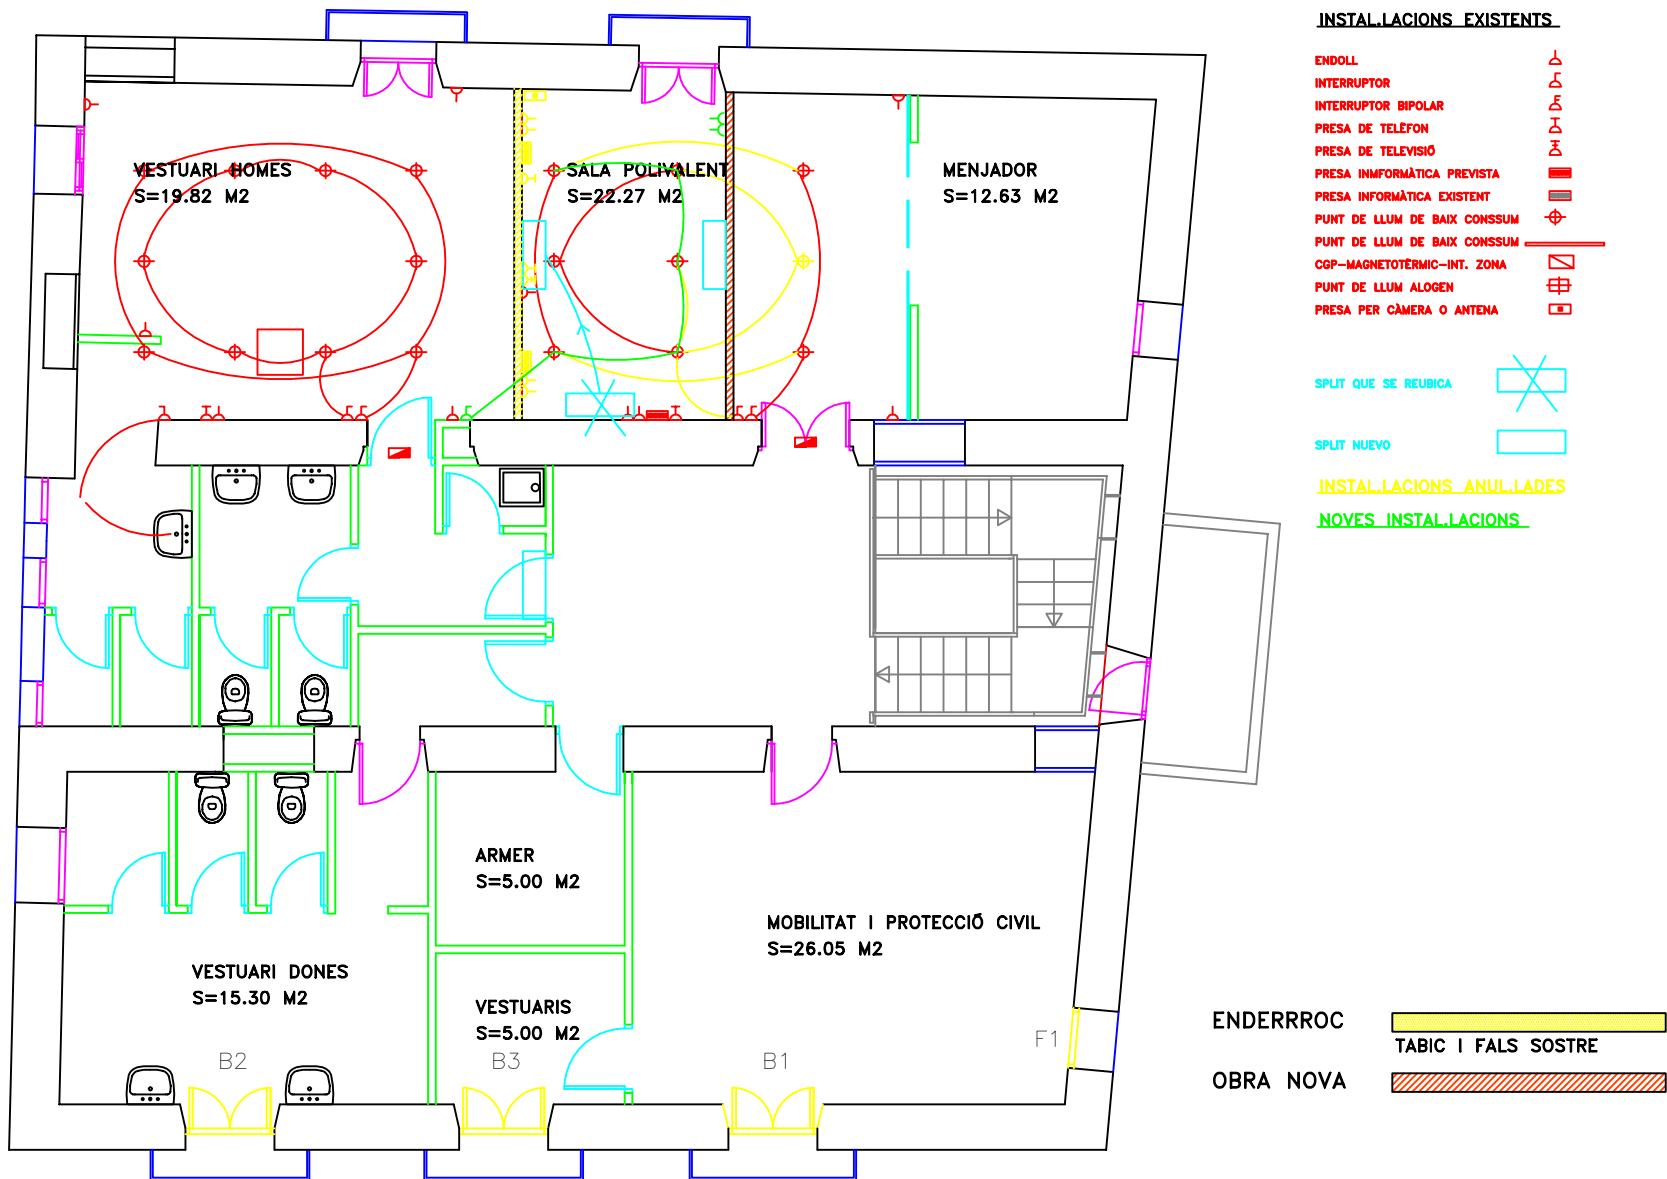 INSTAL.LACIONS EXISTENTS
ENDOLL
INTERRUPTOR
INTERRUPTOR BIPOLAR
PRESA DE TELÈFON
PRESA DE TELEVISIÓ
PRESA INMFORMÀTICA PREVISTA
PRESA INFORMÀTICA EXISTENT
PUNT DE LLUM DE BAIX CONSSUM
PUNT DE LLUM DE BAIX CONSSUM
CGP-MAGNETOTÈRMIC-INT. ZONA
PUNT DE LLUM ALOGEN
PRESA PER CÀMERA O ANTENA
SPLIT QUE SE REUBICA
SPLIT NUEVO
INSTAL.LACIONS ANUL.LADES
NOVES INSTAL.LACIONS
VESTUARI HOMES
S=19.82 M2
SALA POLIVALENT
S=22.27 M2
MENJADOR
S=12.63 M2
ARMER
S=5.00 M2
MOBILITAT I PROTECCIÓ CIVIL
S=26.05 M2
VESTUARI DONES
S=15.30 M2
VESTUARIS
S=5.00 M2
B2
B3
B1
F1
ENDERRROC
TABIC I FALS SOSTRE
OBRA NOVA